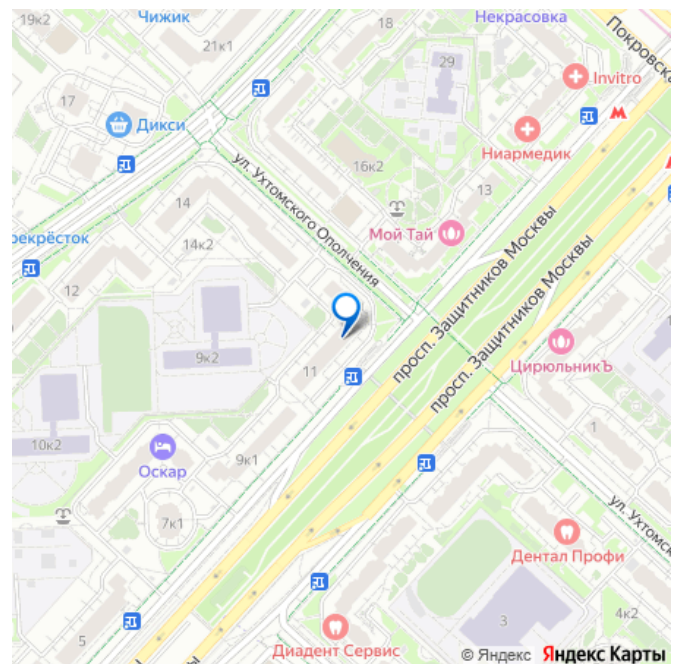 19к2
Чижик
Некрасовка
Покровска
21к1
29
Invitro
17
Дикси
Ниармедик
16к2
13
ул. Ухтомского Ополчения
14
Мой Тай
рекрёсток
14к2
12
просп. Защитников Москвы
просп. Защитников Москвы
9к2
11
ЦирюльникЪ
1
10к2
Оскар
9к1
7к1
ул. Ухтомск
Дентал Профи
3
4к2
5
Диадент Сервис
вы
© Яндекс Яндекс Карты